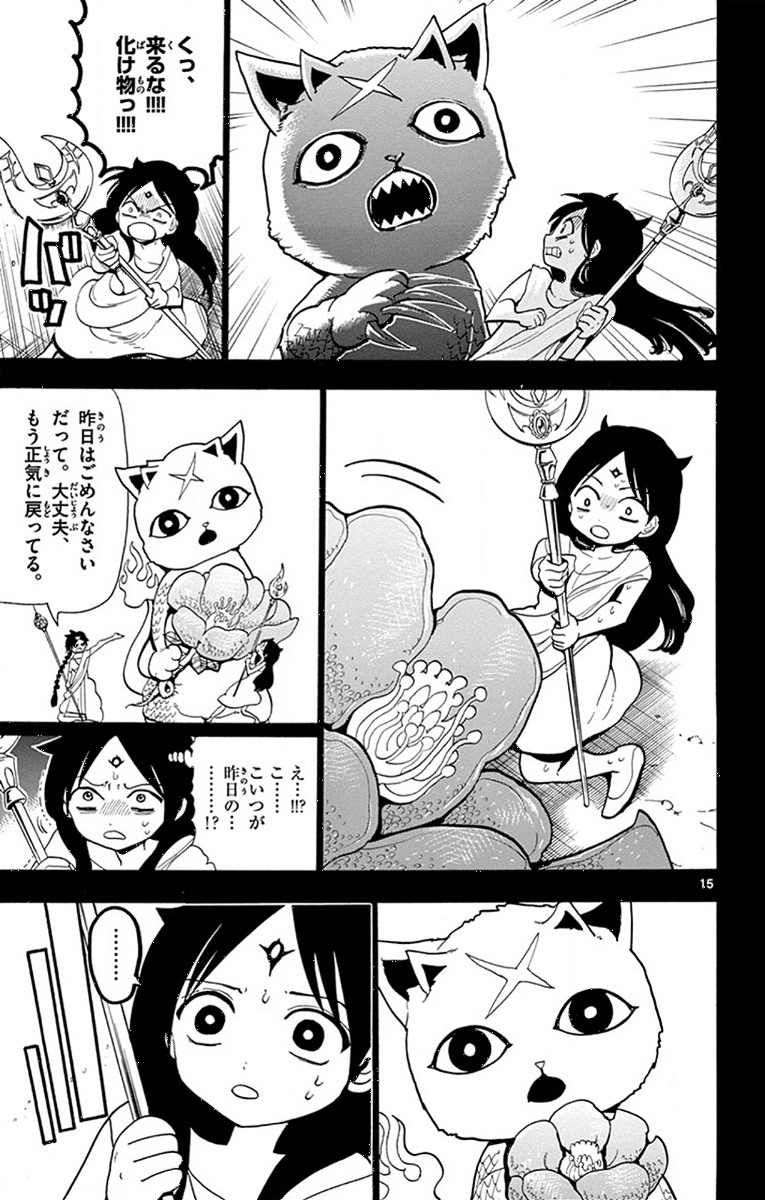 くっ、
来るな!!!!
化け物っ!!!!
バッ
昨日はごめんなさい
だって。大丈夫、
もう正気に戻ってる。
え…!!?
こ……
こいつが
昨日の…
……!?
15
………